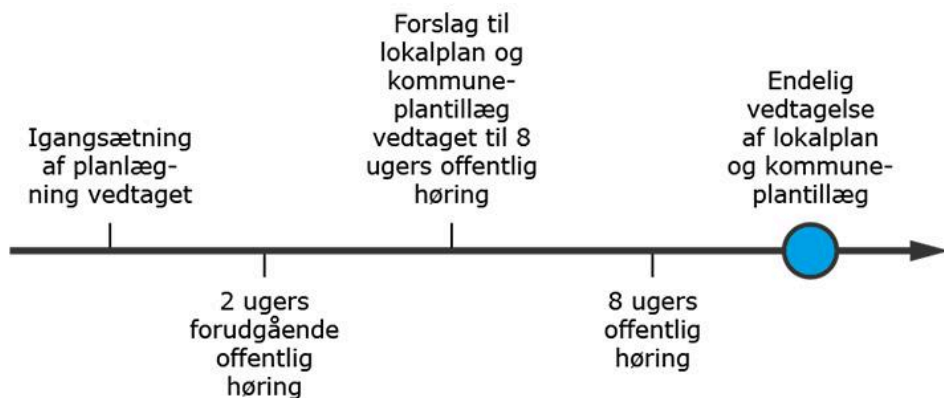 Igangsætning
af planlæg-
ning vedtaget
2 ugers
forudgående
offentlig
høring
Forslag til
lokalplan og
kommune-
plantillæg
vedtaget til 8
ugers offentlig
høring
8 ugers
offentlig
høring
Endelig
vedtagelse
af lokalplan
og kommune-
plantillæg